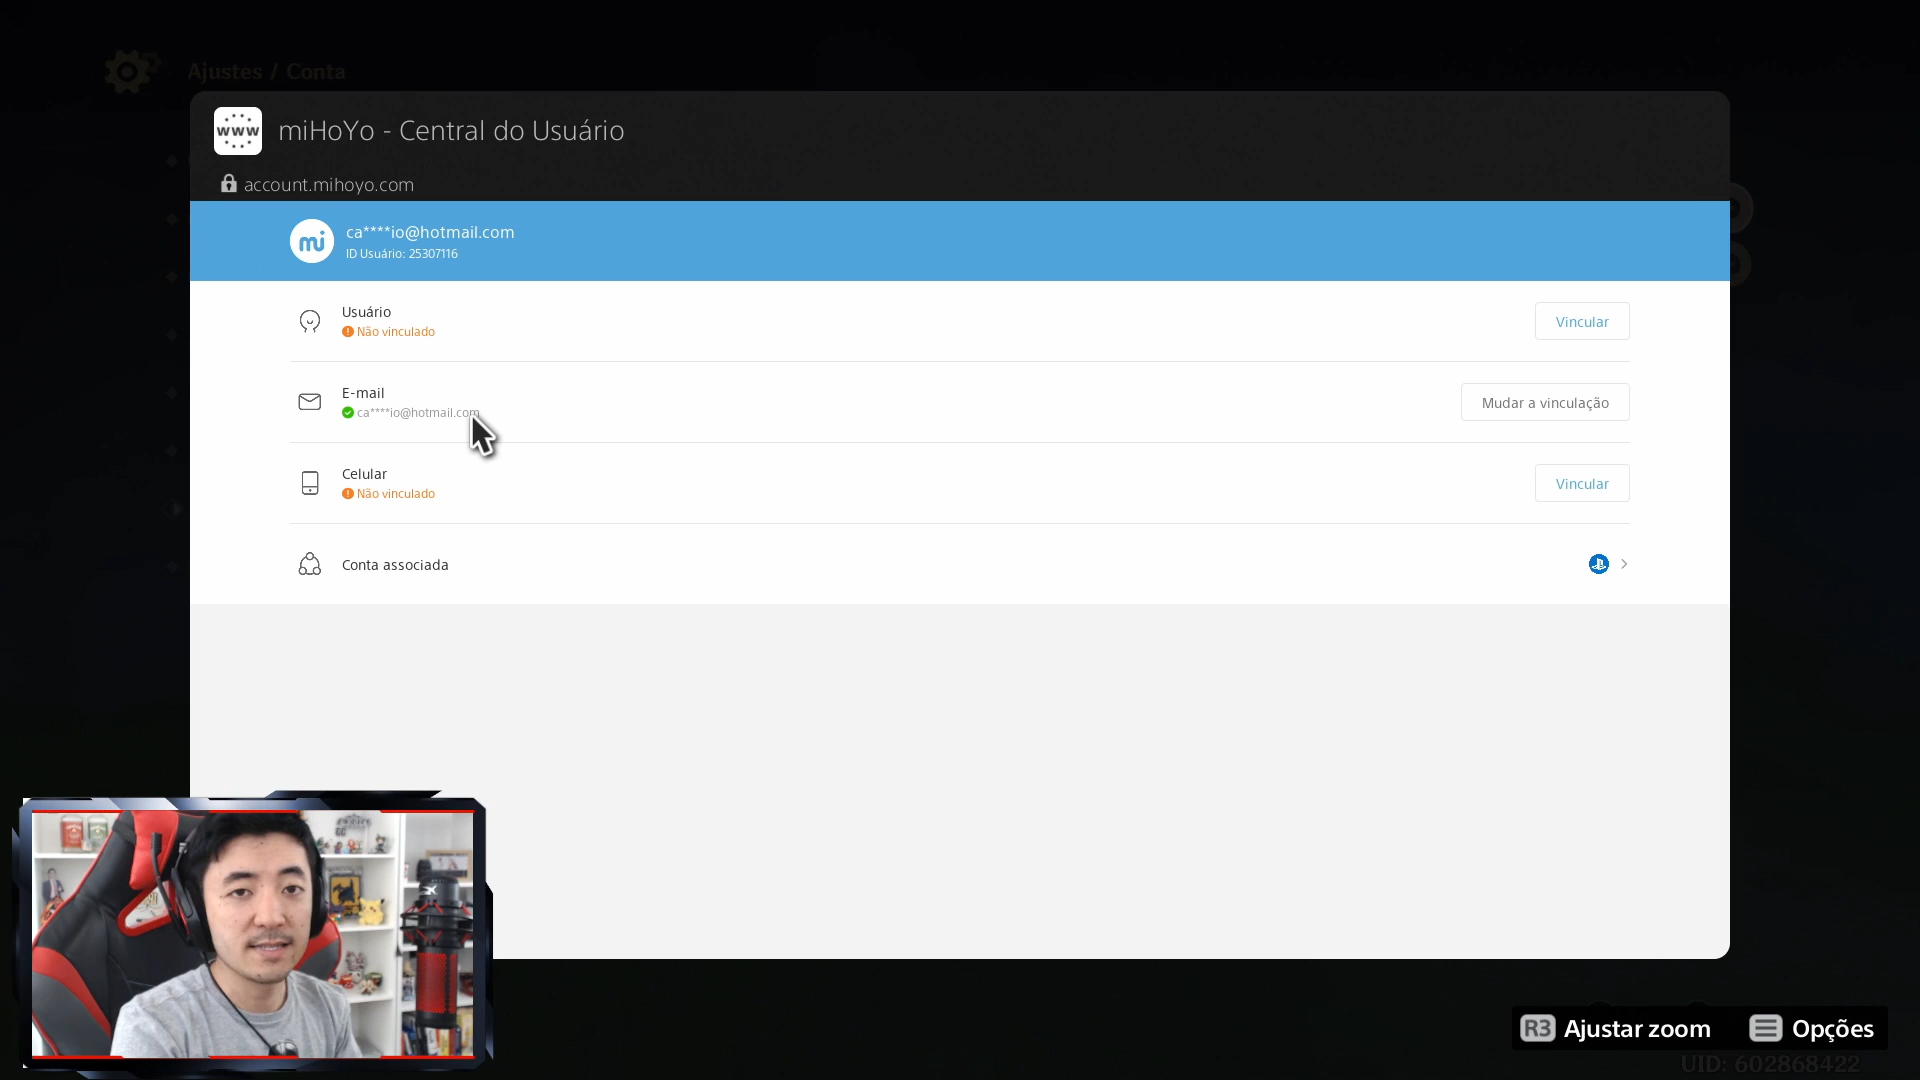 Ajustes / Conta
www
miHoYo - Central do Usuário
account.mihoyo.com
mi
ca****io@hotmail.com
ID Usuário: 25307116
Usuário
Não vinculado
Vincular
E-mail
ca****io@hotmail.com
Mudar a vinculação
Celular
Não vinculado
Vincular
Conta associada
R3 Ajustar zoom
Opções
UID: 602868422